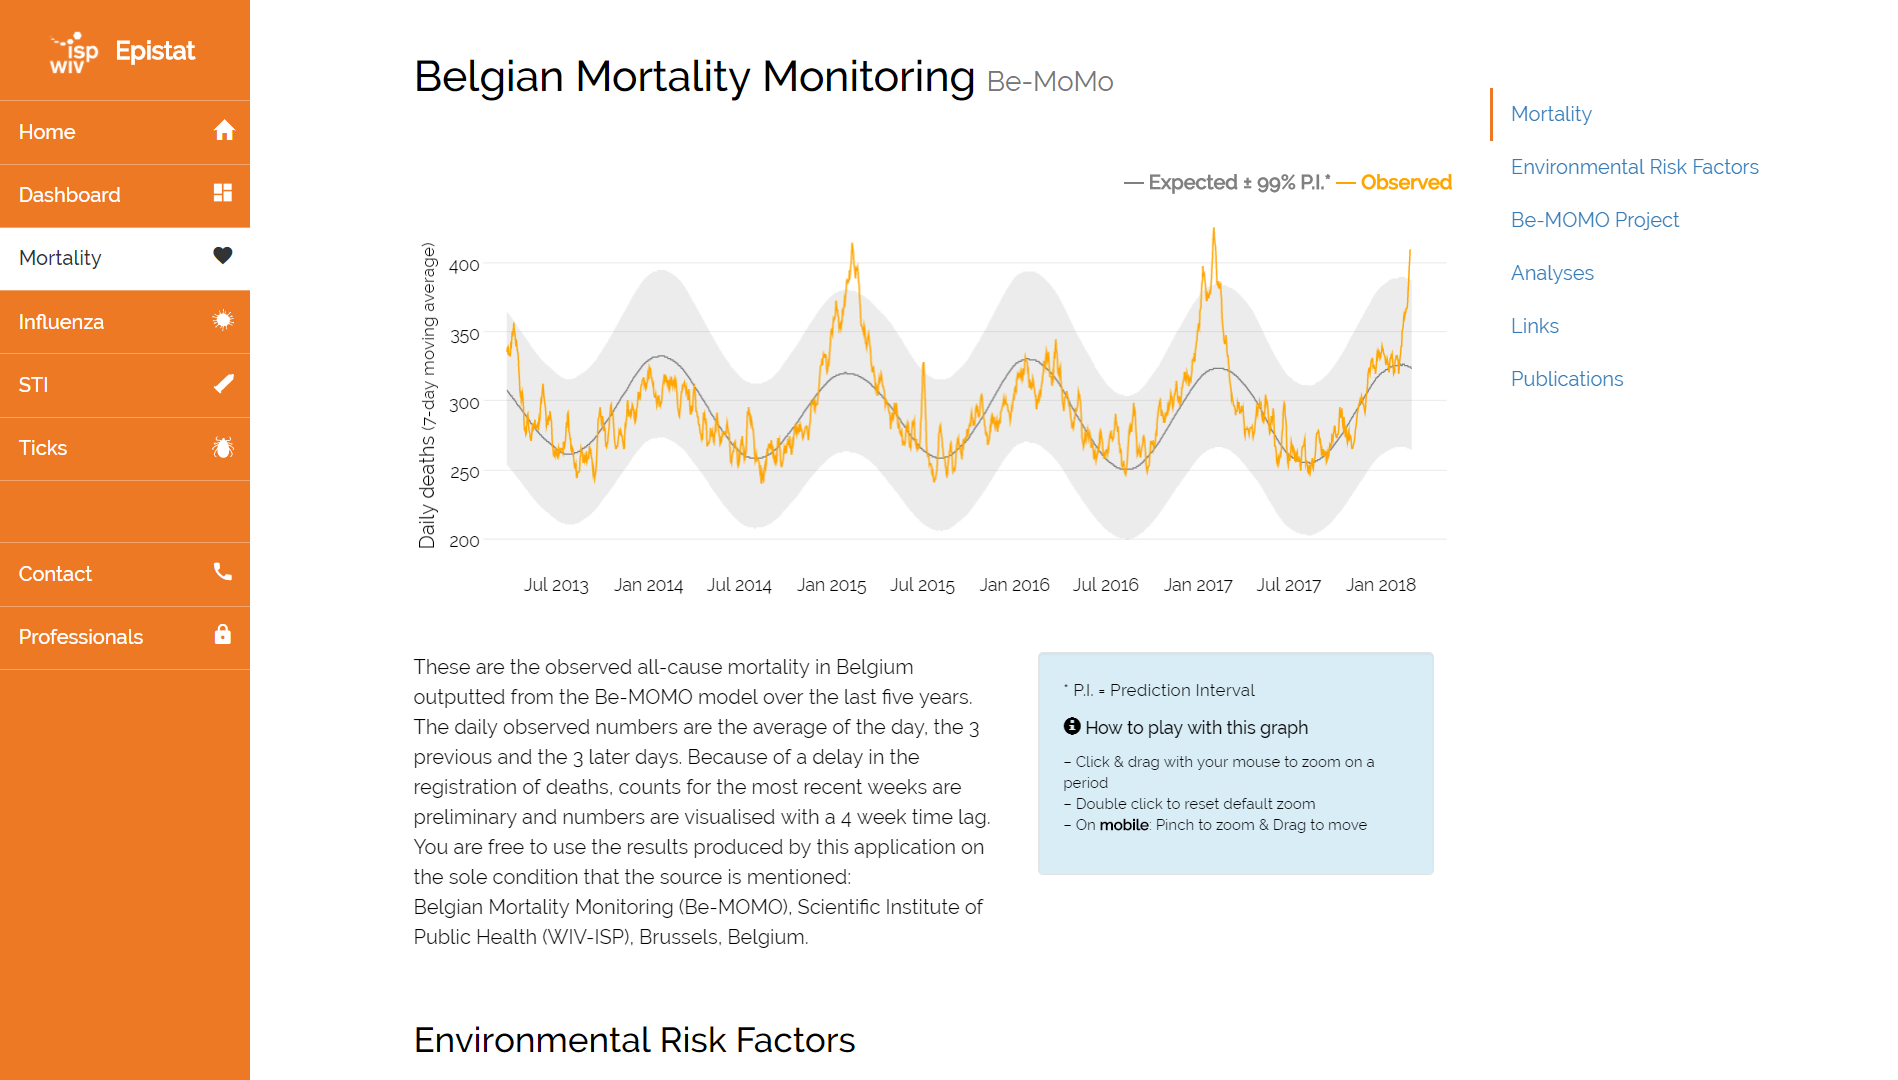 isp
WIV
Epistat
Home
Dashboard
Mortality
Influenza
STI
Ticks
Contact
Professionals
Belgian Mortality Monitoring Be-MoMo
— Expected ± 99% P.I.* — Observed
Daily deaths (7-day moving average)
400
350
300
250
200
Jul 2013 Jan 2014 Jul 2014 Jan 2015 Jul 2015 Jan 2016 Jul 2016 Jan 2017 Jul 2017 Jan 2018
These are the observed all-cause mortality in Belgium
outputted from the Be-MOMO model over the last five years.
The daily observed numbers are the average of the day, the 3
previous and the 3 later days. Because of a delay in the
registration of deaths, counts for the most recent weeks are
preliminary and numbers are visualised with a 4 week time lag.
You are free to use the results produced by this application on
the sole condition that the source is mentioned:
Belgian Mortality Monitoring (Be-MOMO), Scientific Institute of
Public Health (WIV-ISP), Brussels, Belgium.
* P.I. = Prediction Interval
How to play with this graph
– Click & drag with your mouse to zoom on a
period
– Double click to reset default zoom
– On mobile: Pinch to zoom & Drag to move
Environmental Risk Factors
Mortality
Environmental Risk Factors
Be-MOMO Project
Analyses
Links
Publications